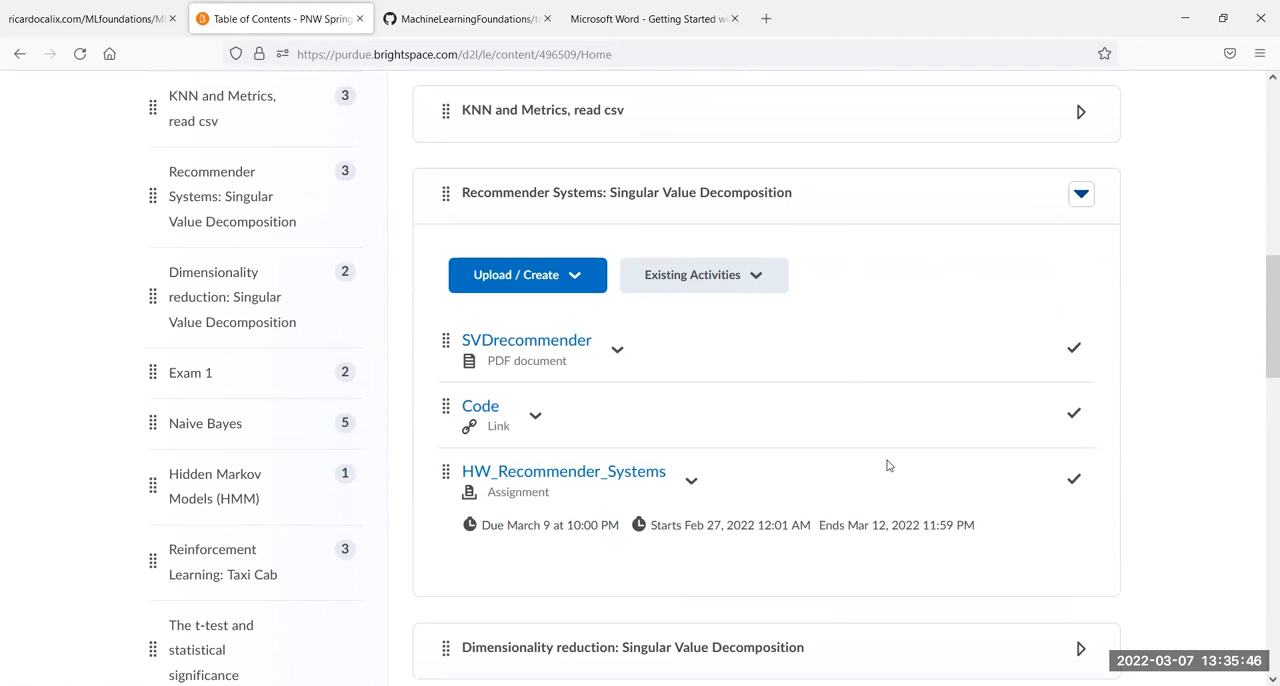 ricardocalix.com/MLfoundations/M
Table of Contents - PNW Spring
MachineLearningFoundations/t
Microsoft Word - Getting Started w
https://purdue.brightspace.com/d2l/le/content/496509/Home
KNN and Metrics,
read csv
3
Recommender
Systems: Singular
Value Decomposition
3
Dimensionality
reduction: Singular
Value Decomposition
2
Exam 1
2
Naive Bayes
5
Hidden Markov
Models (HMM)
1
Reinforcement
Learning: Taxi Cab
3
The t-test and
statistical
significance
KNN and Metrics, read csv
Recommender Systems: Singular Value Decomposition
Upload / Create
Existing Activities
SVDrecommender
PDF document
Code
Link
HW_Recommender_Systems
Assignment
Due March 9 at 10:00 PM Starts Feb 27, 2022 12:01 AM Ends Mar 12, 2022 11:59 PM
Dimensionality reduction: Singular Value Decomposition
2022-03-07 13:35:46